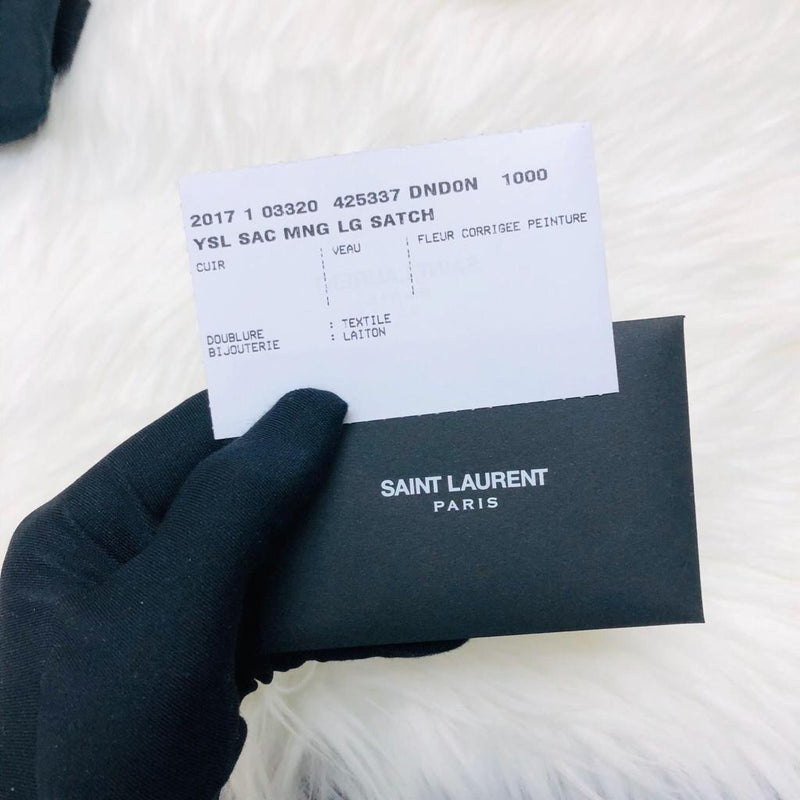 2017 1 03320 425337 DND0N 1000
YSL SAC MNG LG SATCH
CUIR VEAU FLEUR CORRIGEE PEINTURE
DOUBLURE : TEXTILE
BIJOUTERIE : LAITON
SAINT LAURENT
PARIS